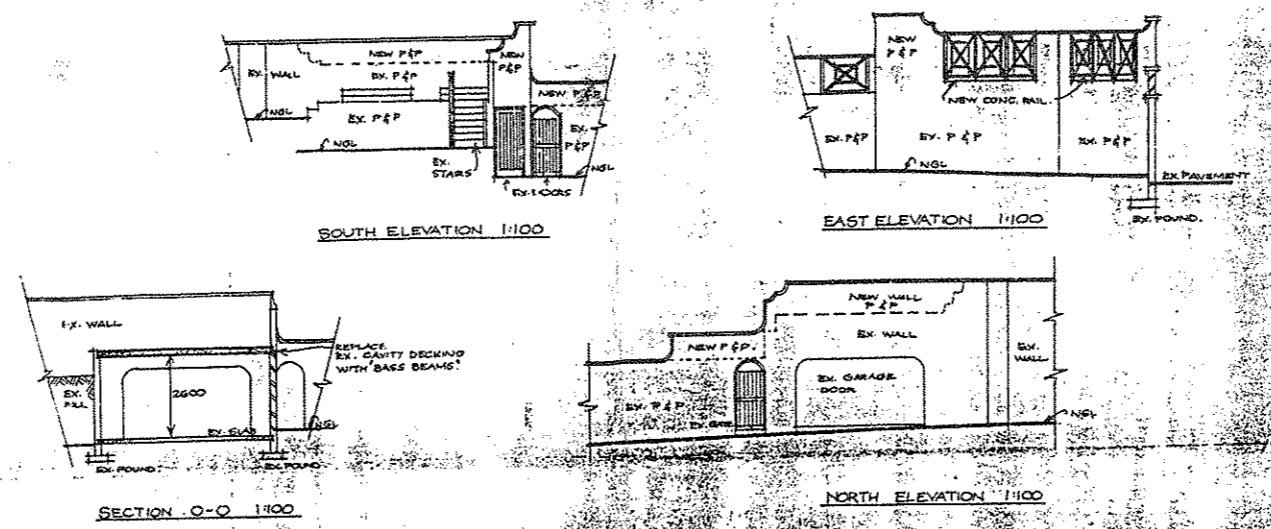 NEW P&P
NEW
P&P
EX. WALL
EX. P&P
NEW P&P
NGL
EX. P&P
EX.
P&P
NGL
NGL
EX.
STAIRS
EX. DOORS
SOUTH ELEVATION 1:100
NEW
P&P
NEW CONC. RAIL.
EX. P&P
EX. P&P
EX. P&P
NGL
EX. PAVEMENT
EX. FOUND.
EAST ELEVATION 1:100
EX. WALL
REPLACE
EX. CAVITY DECKING
WITH 'BASS BEAMS'.
EX.
FILL
2600
EX. SLAB
NGL
EX. FOUND.
EX. FOUND.
SECTION O-O 1:100
NEW WALL
P&P
NEW P&P.
EX. WALL
EX.
WALL
EX. GARAGE
DOOR
EX. P&P
EX. GATE
NGL
NORTH ELEVATION 1:100